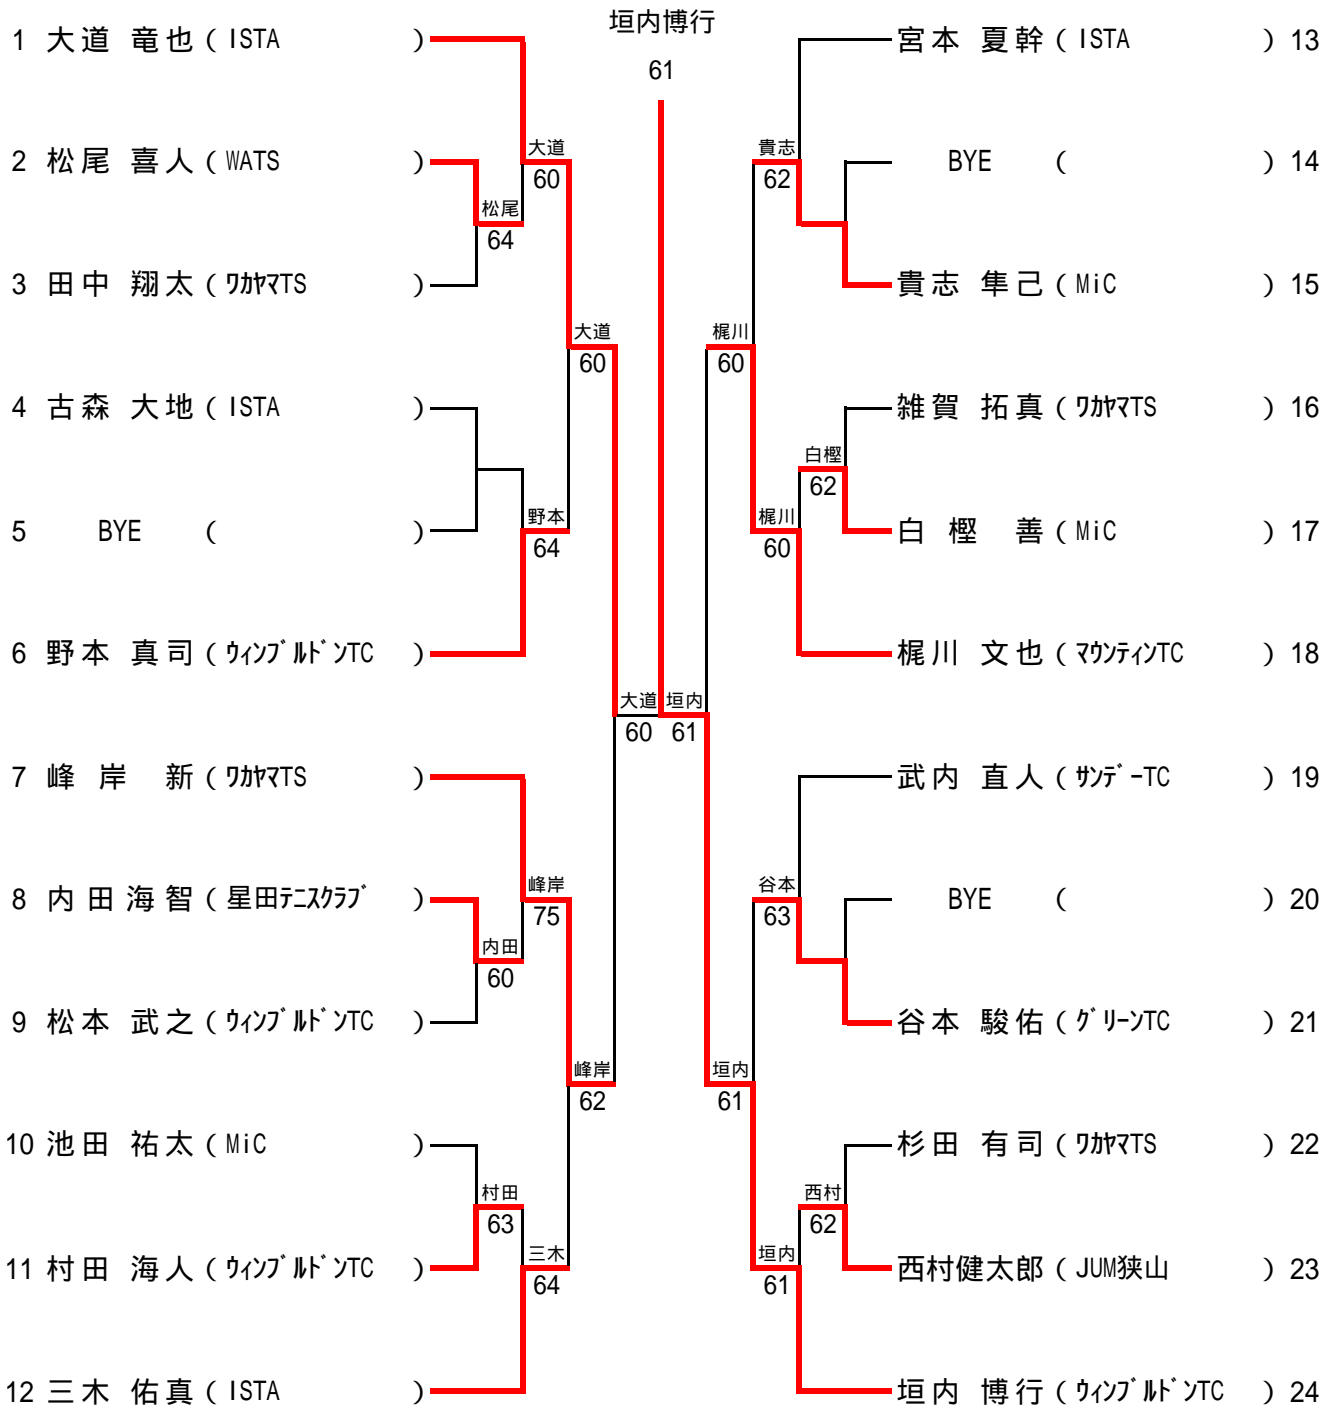 垣内博行
61
1 大道 竜也 ( ISTA )
2 松尾 喜人 ( WATS )
3 田中 翔太 ( ﾜｶﾔﾏTS )
4 古森 大地 ( ISTA )
5 BYE ( )
6 野本 真司 ( ｳｨﾝﾌﾞﾙﾄﾞﾝTC )
7 峰岸 新 ( ﾜｶﾔﾏTS )
8 内田海智 ( 星田ﾃﾆｽｸﾗﾌﾞ )
9 松本 武之 ( ｳｨﾝﾌﾞﾙﾄﾞﾝTC )
10 池田 祐太 ( MiC )
11 村田 海人 ( ｳｨﾝﾌﾞﾙﾄﾞﾝTC )
12 三木 佑真 ( ISTA )
松尾
64
内田
60
村田
63
大道
60
野本
64
峰岸
75
三木
64
大道
60
峰岸
62
大道
60
垣内
61
梶川
60
垣内
61
貴志
62
梶川
60
谷本
63
垣内
61
白樫
62
西村
62
宮本 夏幹 ( ISTA ) 13
BYE ( ) 14
貴志 隼己 ( MiC ) 15
雑賀 拓真 ( ﾜｶﾔﾏTS ) 16
白樫 善 ( MiC ) 17
梶川 文也 ( ﾏｳﾝﾃｨﾝTC ) 18
武内 直人 ( ｻﾝﾃﾞｰTC ) 19
BYE ( ) 20
谷本 駿佑 ( ｸﾞﾘｰﾝTC ) 21
杉田 有司 ( ﾜｶﾔﾏTS ) 22
西村健太郎 ( JUM狭山 ) 23
垣内 博行 ( ｳｨﾝﾌﾞﾙﾄﾞﾝTC ) 24